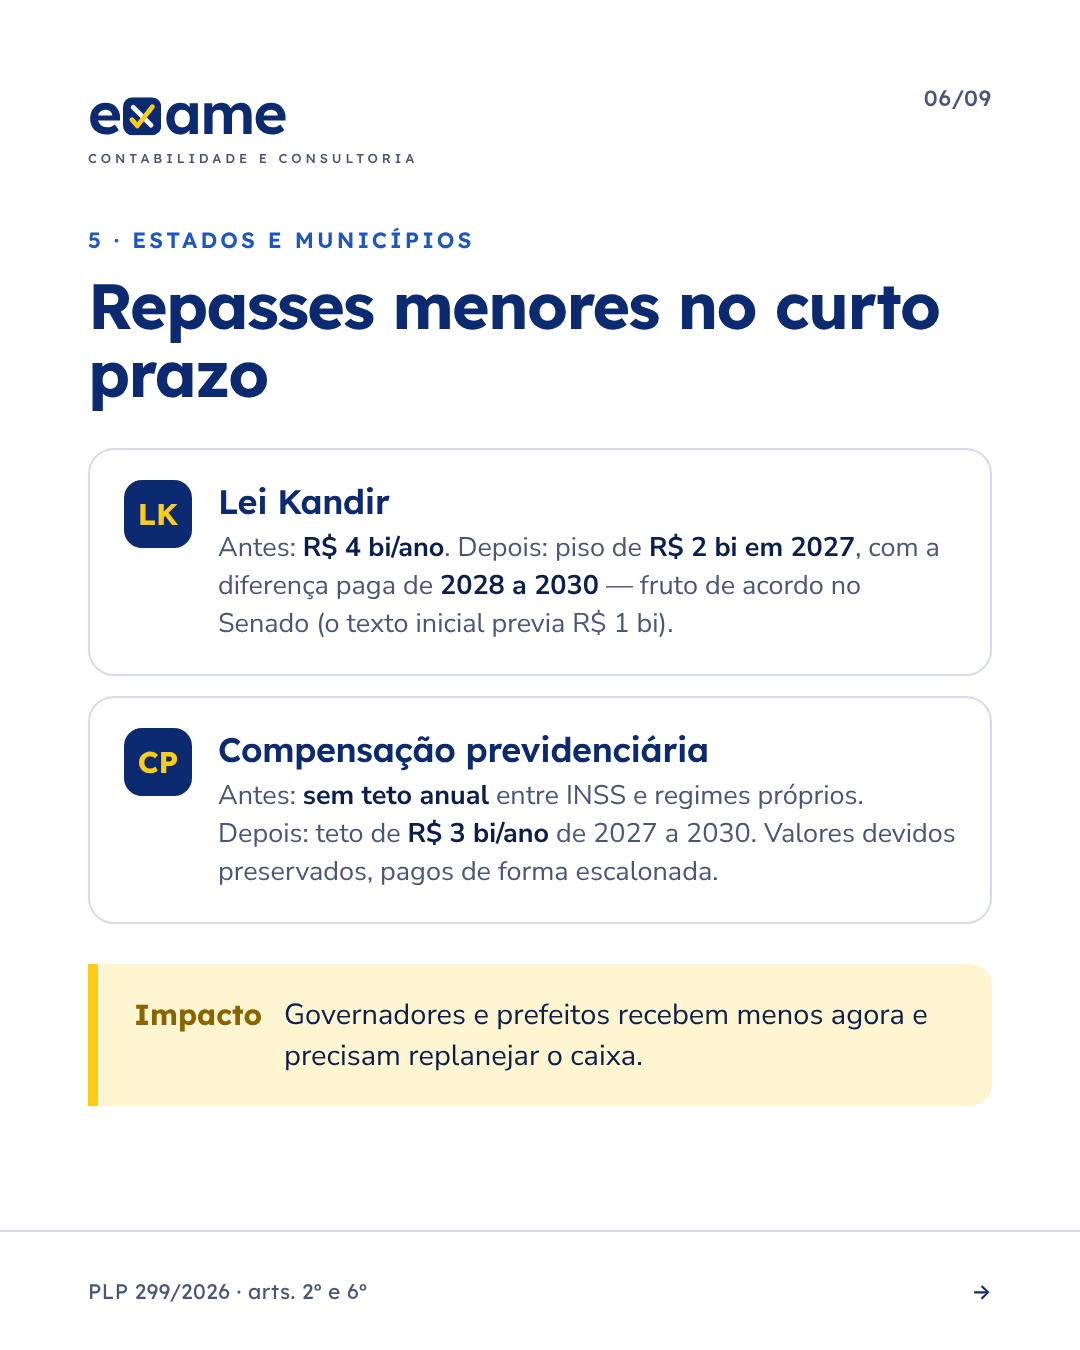 exame
06/09
CONTABILIDADE E CONSULTORIA
5 · ESTADOS E MUNICÍPIOS
Repasses menores no curto
prazo
LK
Lei Kandir
Antes: R$ 4 bi/ano. Depois: piso de R$ 2 bi em 2027, com a
diferença paga de 2028 a 2030 — fruto de acordo no
Senado (o texto inicial previa R$ 1 bi).
CP
Compensação previdenciária
Antes: sem teto anual entre INSS e regimes próprios.
Depois: teto de R$ 3 bi/ano de 2027 a 2030. Valores devidos
preservados, pagos de forma escalonada.
Impacto Governadores e prefeitos recebem menos agora e
precisam replanejar o caixa.
PLP 299/2026 · arts. 2º e 6º →